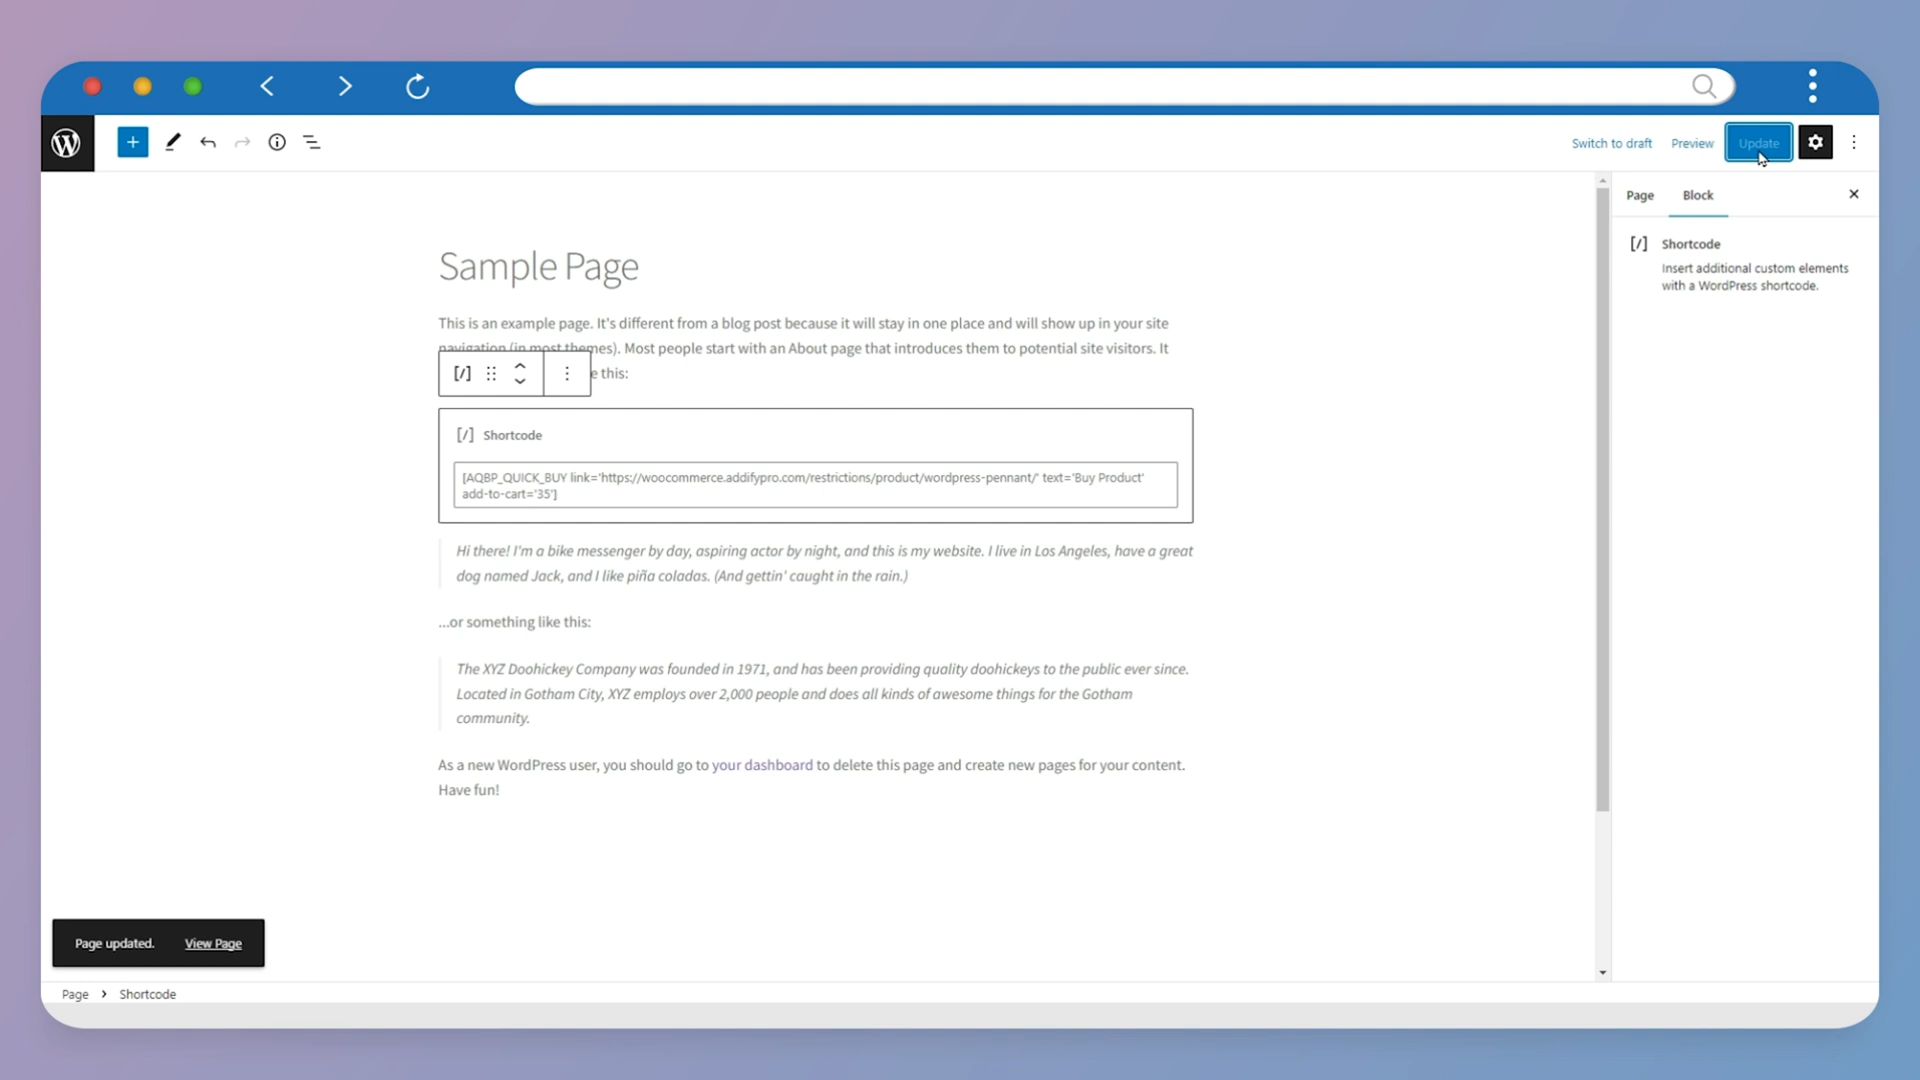 Switch to draft
Preview
Update
Page
Block
Shortcode
Insert additional custom elements
with a WordPress shortcode.
Sample Page
This is an example page. It's different from a blog post because it will stay in one place and will show up in your site
navigation (in most themes). Most people start with an About page that introduces them to potential site visitors. It
e this:
Shortcode
[AQBP_QUICK_BUY link='https://woocommerce.addifypro.com/restrictions/product/wordpress-pennant/' text='Buy Product'
add-to-cart='35']
Hi there! I'm a bike messenger by day, aspiring actor by night, and this is my website. I live in Los Angeles, have a great
dog named Jack, and I like piña coladas. (And gettin' caught in the rain.)
...or something like this:
The XYZ Doohickey Company was founded in 1971, and has been providing quality doohickeys to the public ever since.
Located in Gotham City, XYZ employs over 2,000 people and does all kinds of awesome things for the Gotham
community.
As a new WordPress user, you should go to your dashboard to delete this page and create new pages for your content.
Have fun!
Page updated.
View Page
Page
Shortcode